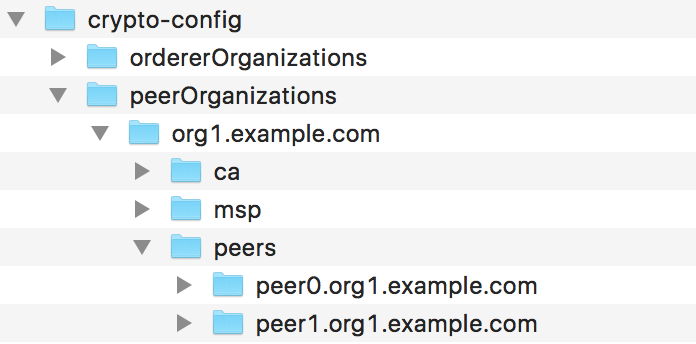 crypto-config
ordererOrganizations
peerOrganizations
org1.example.com
ca
msp
peers
peer0.org1.example.com
peer1.org1.example.com